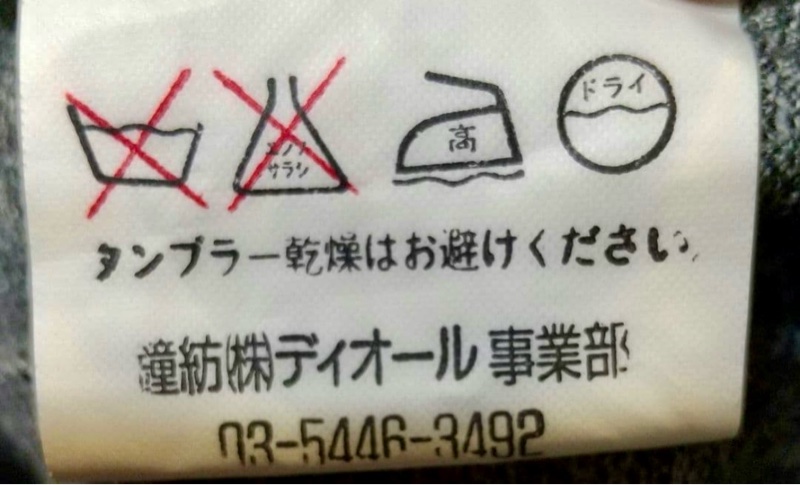 エンソ
サラシ
高
ドライ
タンブラー乾燥はお避けください。
鐘紡(株)ディオール 事業部
03-5446-3492